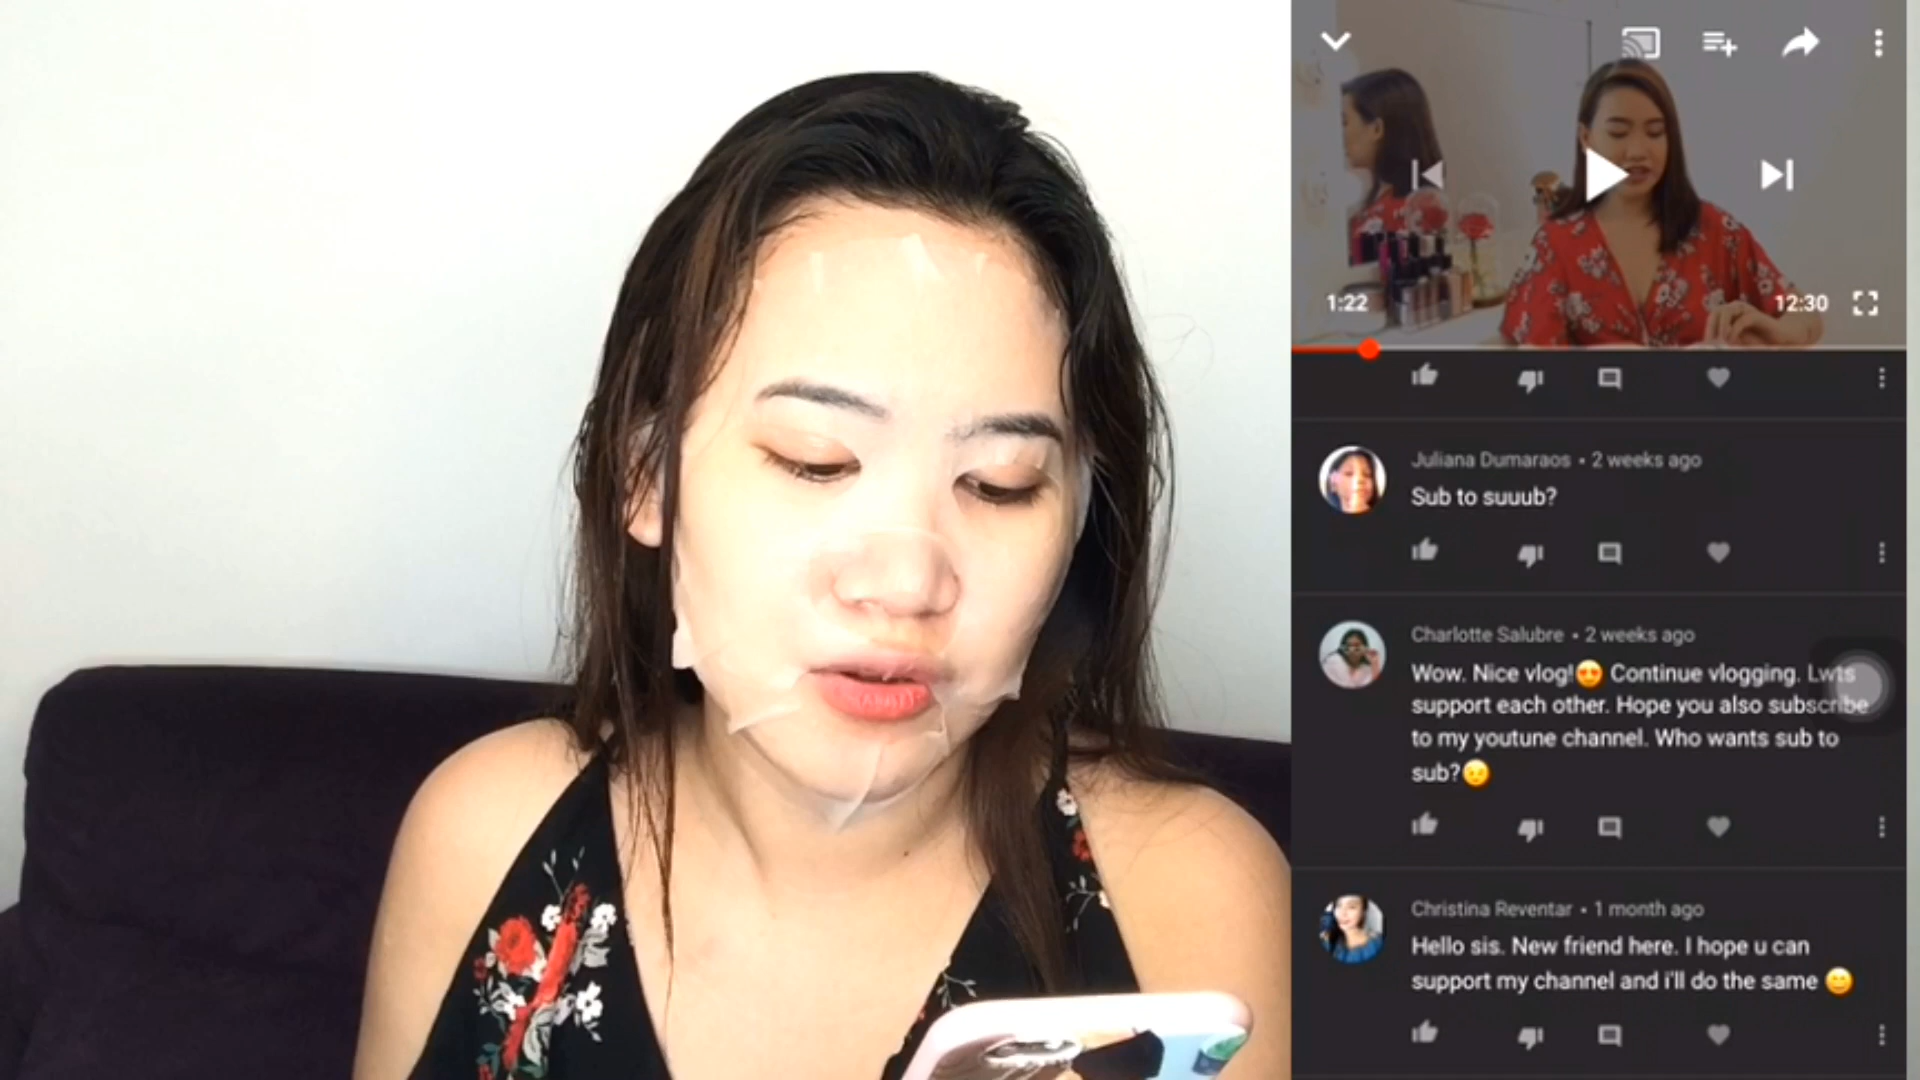 1:22
12:30
Juliana Dumaraos • 2 weeks ago
Sub to suuub?
Charlotte Salubre • 2 weeks ago
Wow. Nice vlog!😍 Continue vlogging. Lwts
support each other. Hope you also subscribe
to my youtune channel. Who wants sub to
sub?😉
Christina Reventar • 1 month ago
Hello sis. New friend here. I hope u can
support my channel and i'll do the same 😊